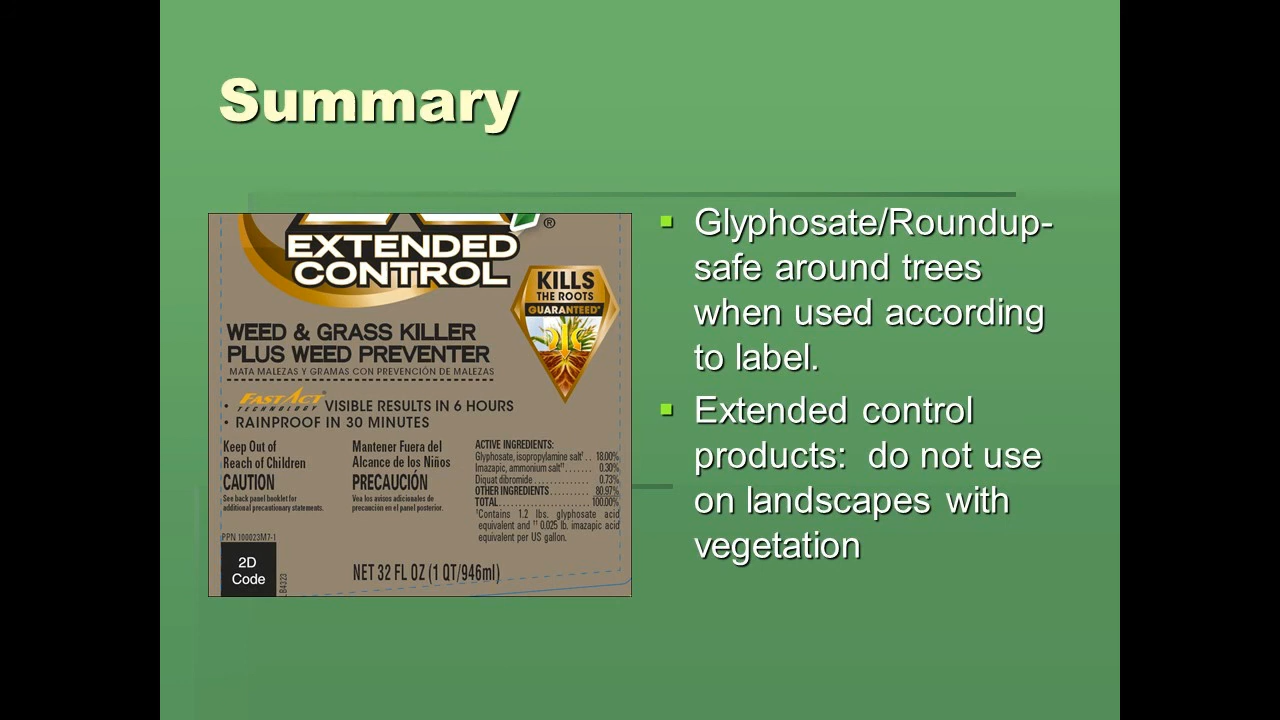 Summary
®
EXTENDED
CONTROL
KILLS
THE ROOTS
GUARANTEED*
WEED & GRASS KILLER
PLUS WEED PREVENTER
MATA MALEZAS Y GRAMAS CON PREVENCIÓN DE MALEZAS
• FASTACT® TECHNOLOGY VISIBLE RESULTS IN 6 HOURS
• RAINPROOF IN 30 MINUTES
Keep Out of
Reach of Children
CAUTION
See back panel booklet for
additional precautionary statements.
Mantener Fuera del
Alcance de los Niños
PRECAUCIÓN
Vea los avisos adicionales de
precaución en el panel posterior.
ACTIVE INGREDIENTS:
Glyphosate, isopropylamine salt† . . 18.00%
Imazapic, ammonium salt†† . . . . . . . 0.30%
Diquat dibromide . . . . . . . . . . . . . . 0.73%
OTHER INGREDIENTS . . . . . . . . . . 80.97%
TOTAL . . . . . . . . . . . . . . . . . . . . . . 100.00%
†Contains 1.2 lbs. glyphosate acid
equivalent and †† 0.025 lb. imazapic acid
equivalent per US gallon.
PPN 100023M7-1
2D
Code
LB4323
NET 32 FL OZ (1 QT/946ml)
▪ Glyphosate/Roundup-
safe around trees
when used according
to label.
▪ Extended control
products: do not use
on landscapes with
vegetation